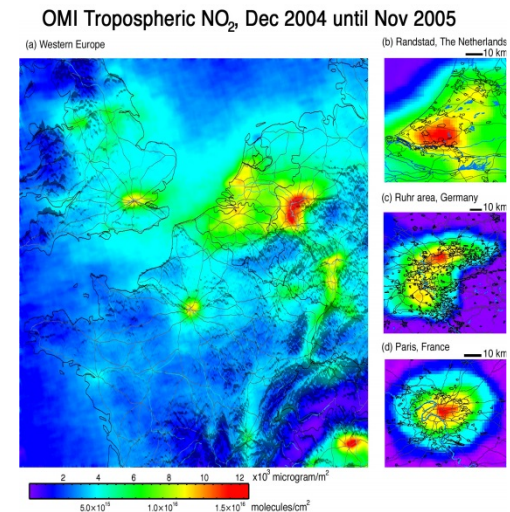 OMI Tropospheric NO₂, Dec 2004 until Nov 2005
(a) Western Europe
(b) Randstad, The Netherlands
10 km
(c) Ruhr area, Germany
10 km
(d) Paris, France
10 km
2 4 6 8 10 12 x10³ microgram/m²
5.0×10¹⁵ 1.0×10¹⁶ 1.5×10¹⁶ molecules/cm²